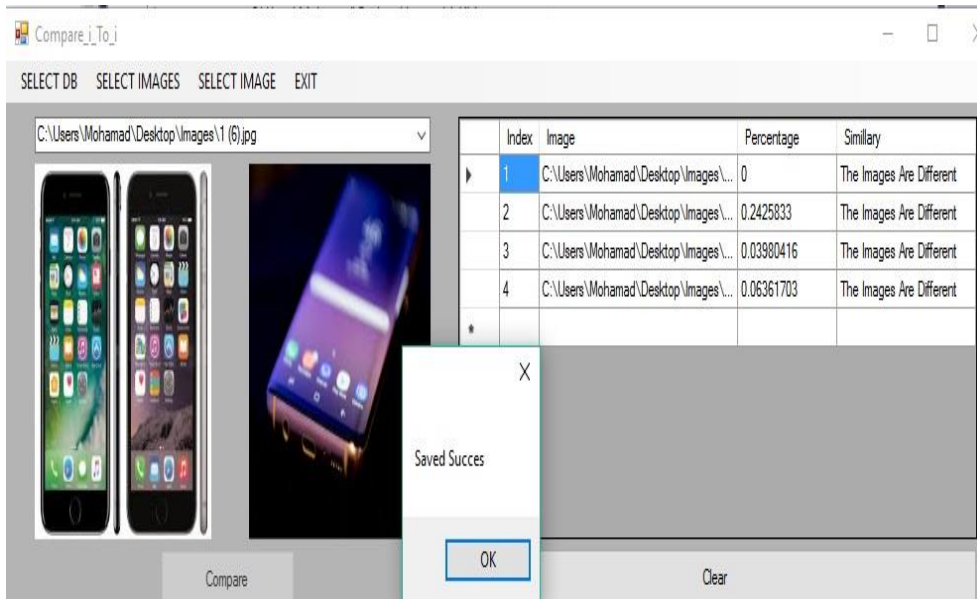 Compare_i_To_i
SELECT DB SELECT IMAGES SELECT IMAGE EXIT
C:\Users\Mohamad\Desktop\Images\1 (6).jpg
Index Image Percentage Simillary
1 C:\Users\Mohamad\Desktop\Images\... 0 The Images Are Different
2 C:\Users\Mohamad\Desktop\Images\... 0.2425833 The Images Are Different
3 C:\Users\Mohamad\Desktop\Images\... 0.03980416 The Images Are Different
4 C:\Users\Mohamad\Desktop\Images\... 0.06361703 The Images Are Different
*
Saved Succes
OK
Compare
Clear